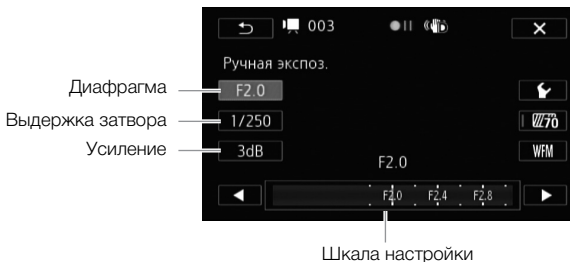 003
Ручная экспоз.
Диафрагма
F2.0
Выдержка затвора
1/250
70
Усиление
3dB
WFM
F2.0
F2.0 F2.4 F2.8
Шкала настройки